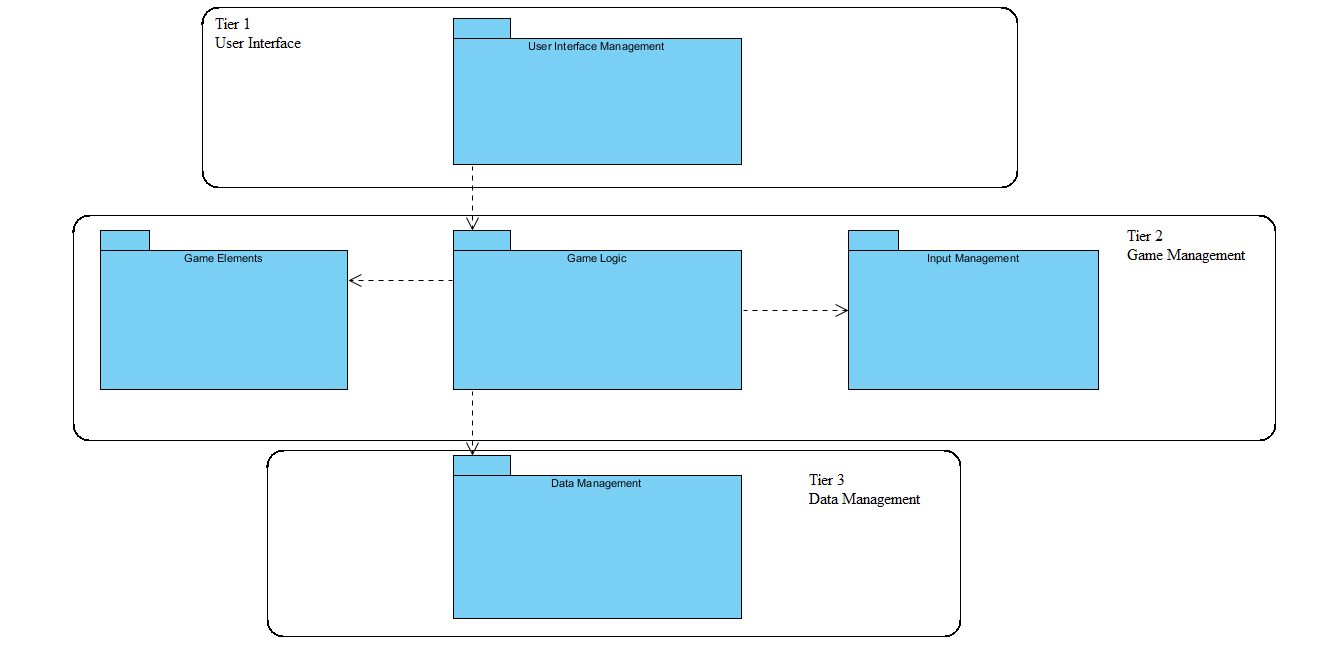 Tier 1
User Interface
User Interface Management
Tier 2
Game Management
Game Elements
Game Logic
Input Management
Tier 3
Data Management
Data Management